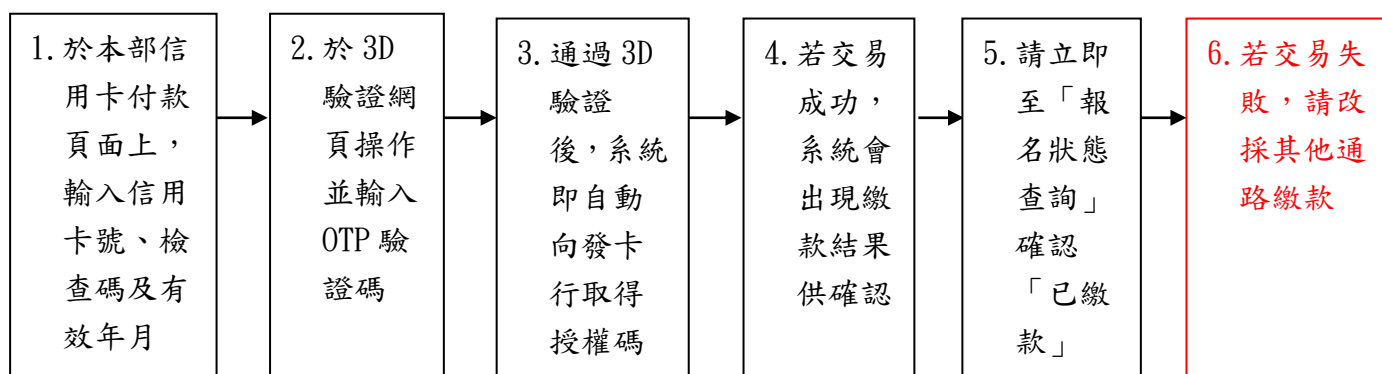 1.於本部信
用卡付款
頁面上，
輸入信用
卡號、檢
查碼及有
效年月
2.於 3D
驗證網
頁操作
並輸入
OTP 驗
證碼
3.通過 3D
驗證
後，系統
即自動
向發卡
行取得
授權碼
4.若交易
成功，
系統會
出現繳
款結果
供確認
5.請立即
至「報
名狀態
查詢」
確認
「已繳
款」
6.若交易失
敗，請改
採其他通
路繳款